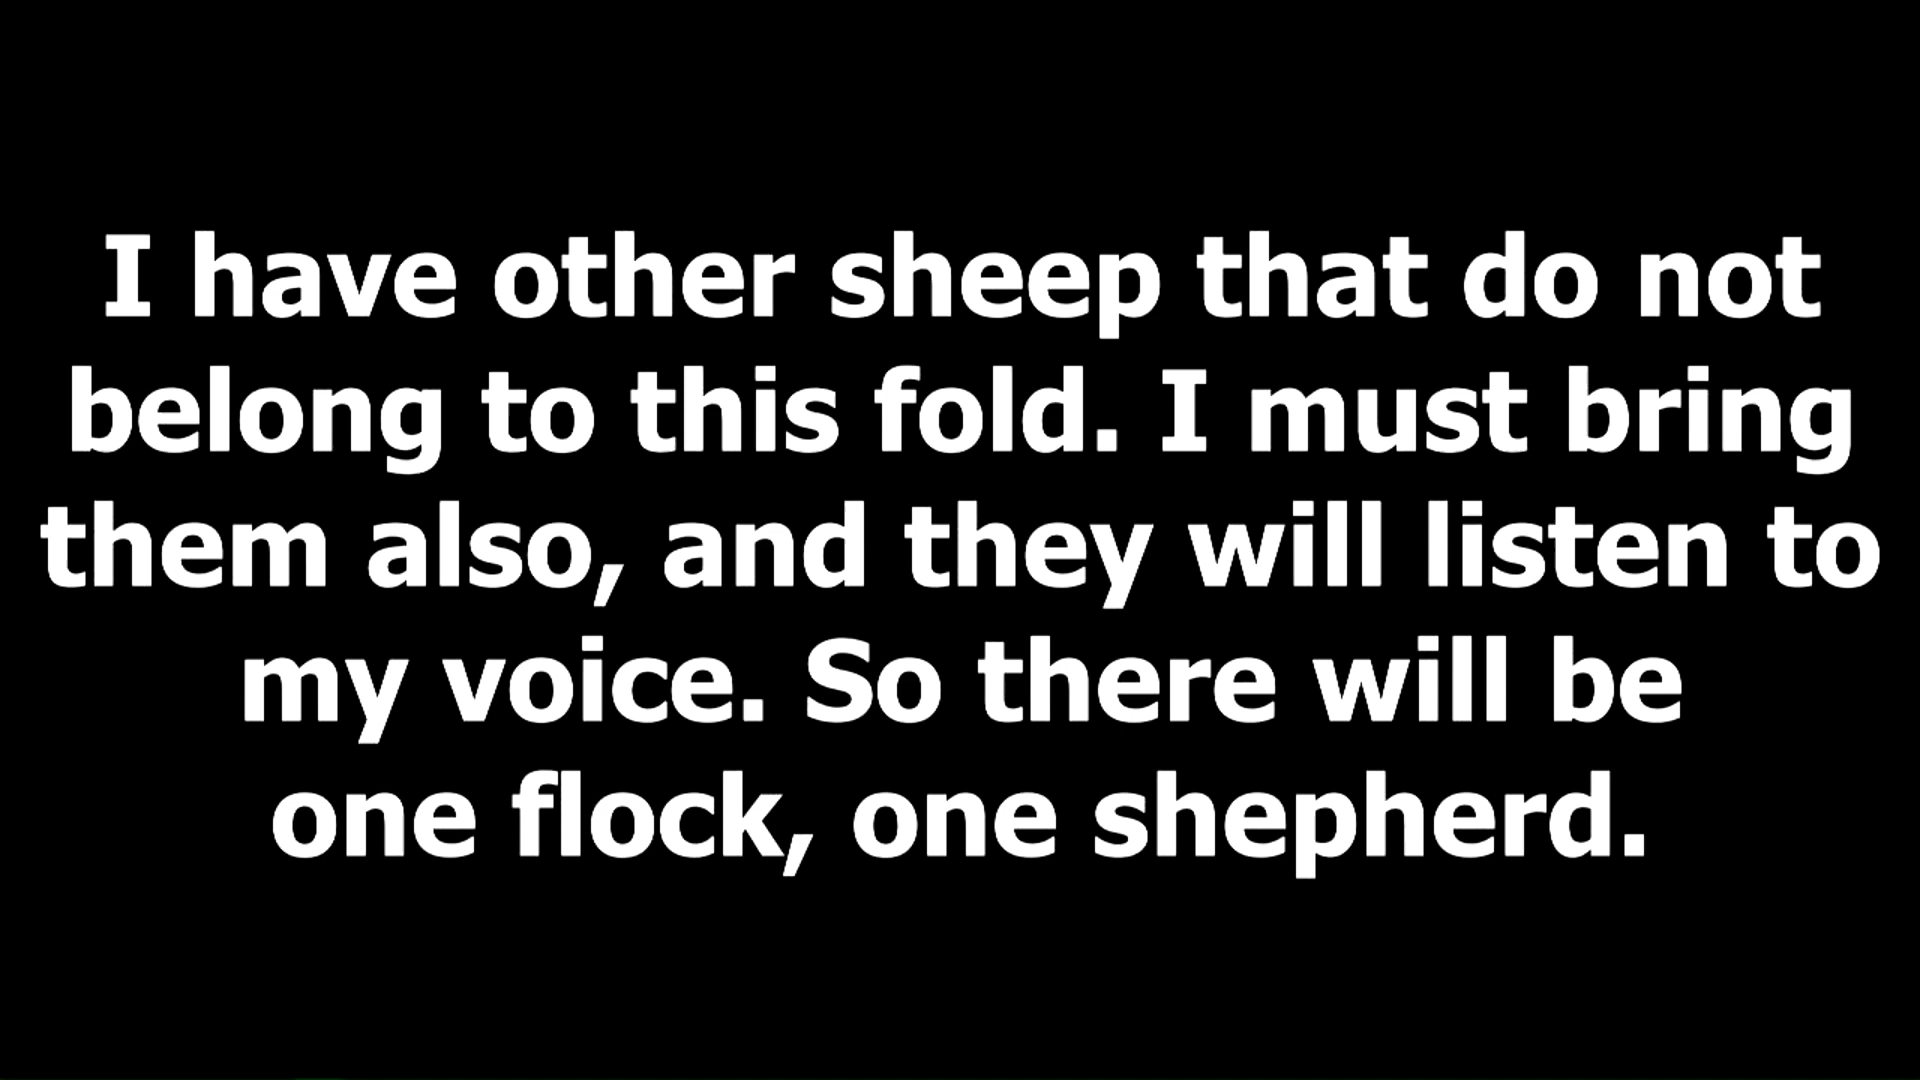 I have other sheep that do not
belong to this fold. I must bring
them also, and they will listen to
my voice. So there will be
one flock, one shepherd.